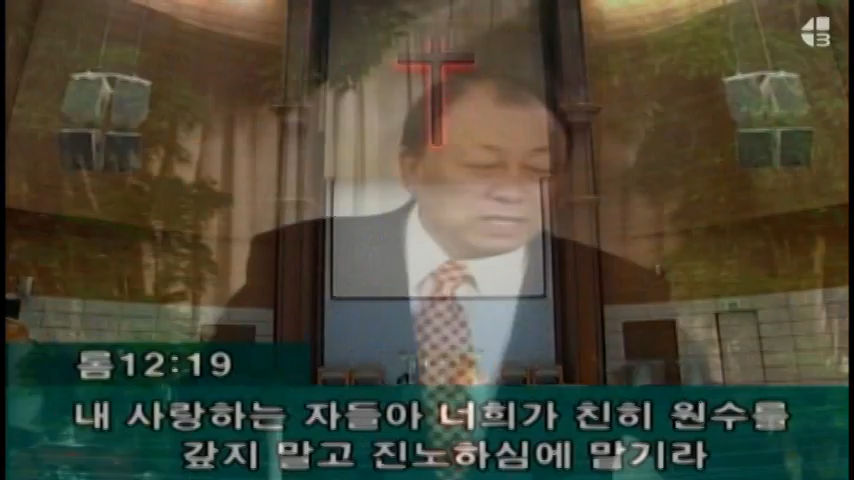 롬12:19
내 사랑하는 자들아 너희가 친히 원수를
갚지 말고 진노하심에 맡기라
3